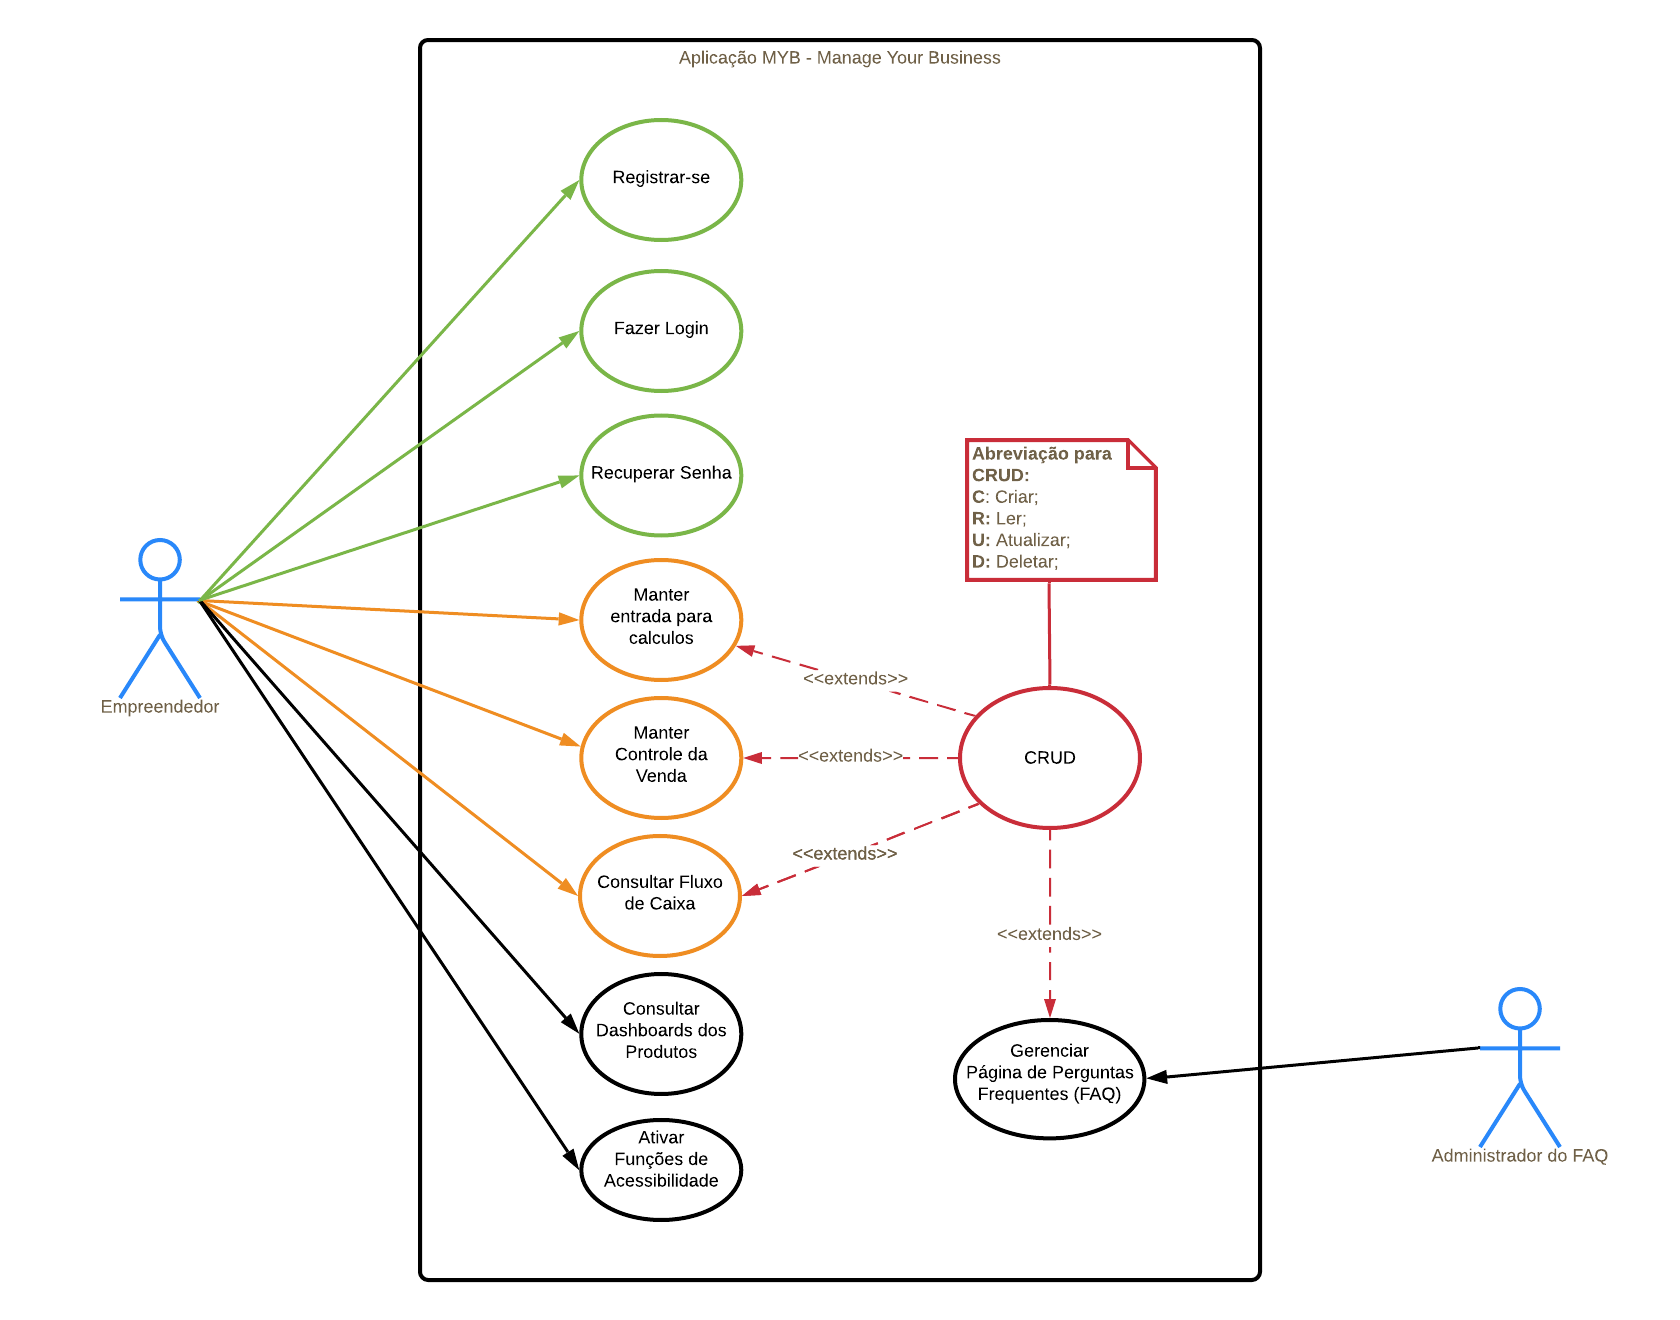 Aplicação MYB - Manage Your Business
Registrar-se
Fazer Login
Recuperar Senha
Abreviação para
CRUD:
C: Criar;
R: Ler;
U: Atualizar;
D: Deletar;
Manter
entrada para
calculos
<<extends>>
Empreendedor
Manter
Controle da
Venda
<<extends>>
CRUD
<<extends>>
Consultar Fluxo
de Caixa
<<extends>>
Consultar
Dashboards dos
Produtos
Gerenciar
Página de Perguntas
Frequentes (FAQ)
Ativar
Funções de
Acessibilidade
Administrador do FAQ